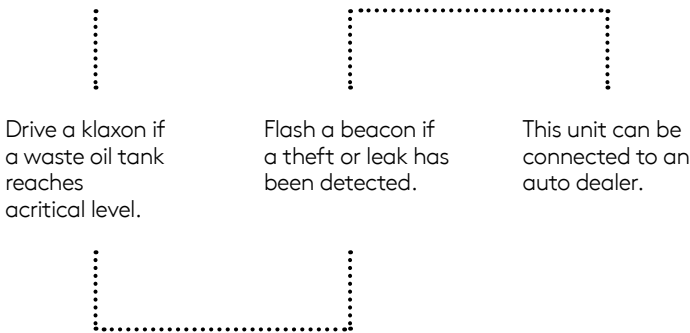 Drive a klaxon if
a waste oil tank
reaches
acritical level.
Flash a beacon if
a theft or leak has
been detected.
This unit can be
connected to an
auto dealer.